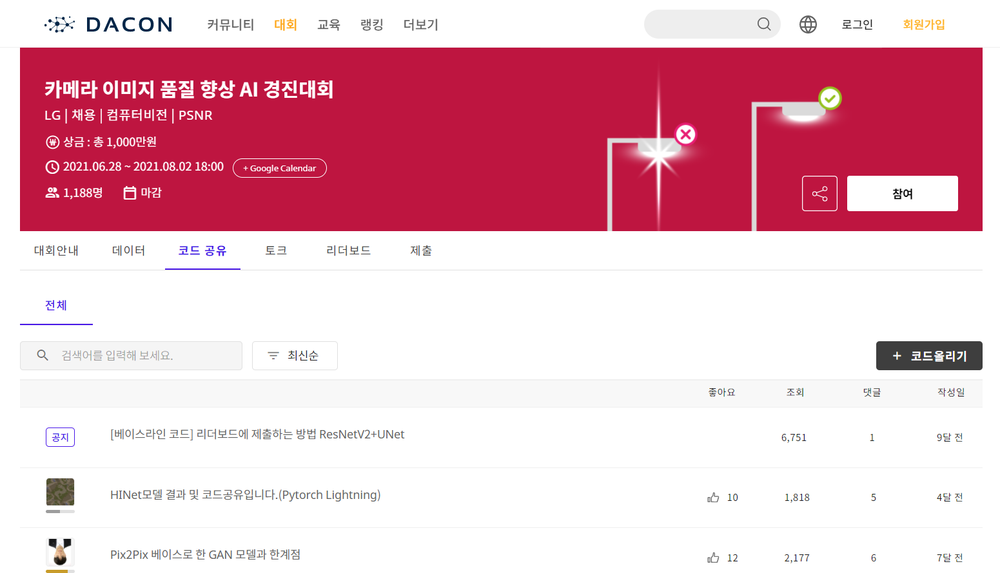 DACON 커뮤니티 대회 교육 랭킹 더보기 로그인 회원가입
카메라 이미지 품질 향상 AI 경진대회
LG | 채용 | 컴퓨터비전 | PSNR
상금 : 총 1,000만원
2021.06.28 ~ 2021.08.02 18:00 + Google Calendar
1,188명 마감
참여
대회안내 데이터 코드 공유 토크 리더보드 제출
전체
검색어를 입력해 보세요. 최신순 + 코드올리기
좋아요 조회 댓글 작성일
공지 [베이스라인 코드] 리더보드에 제출하는 방법 ResNetV2+UNet 6,751 1 9달 전
HINet모델 결과 및 코드공유입니다.(Pytorch Lightning) 10 1,818 5 4달 전
Pix2Pix 베이스로 한 GAN 모델과 한계점 12 2,177 6 7달 전